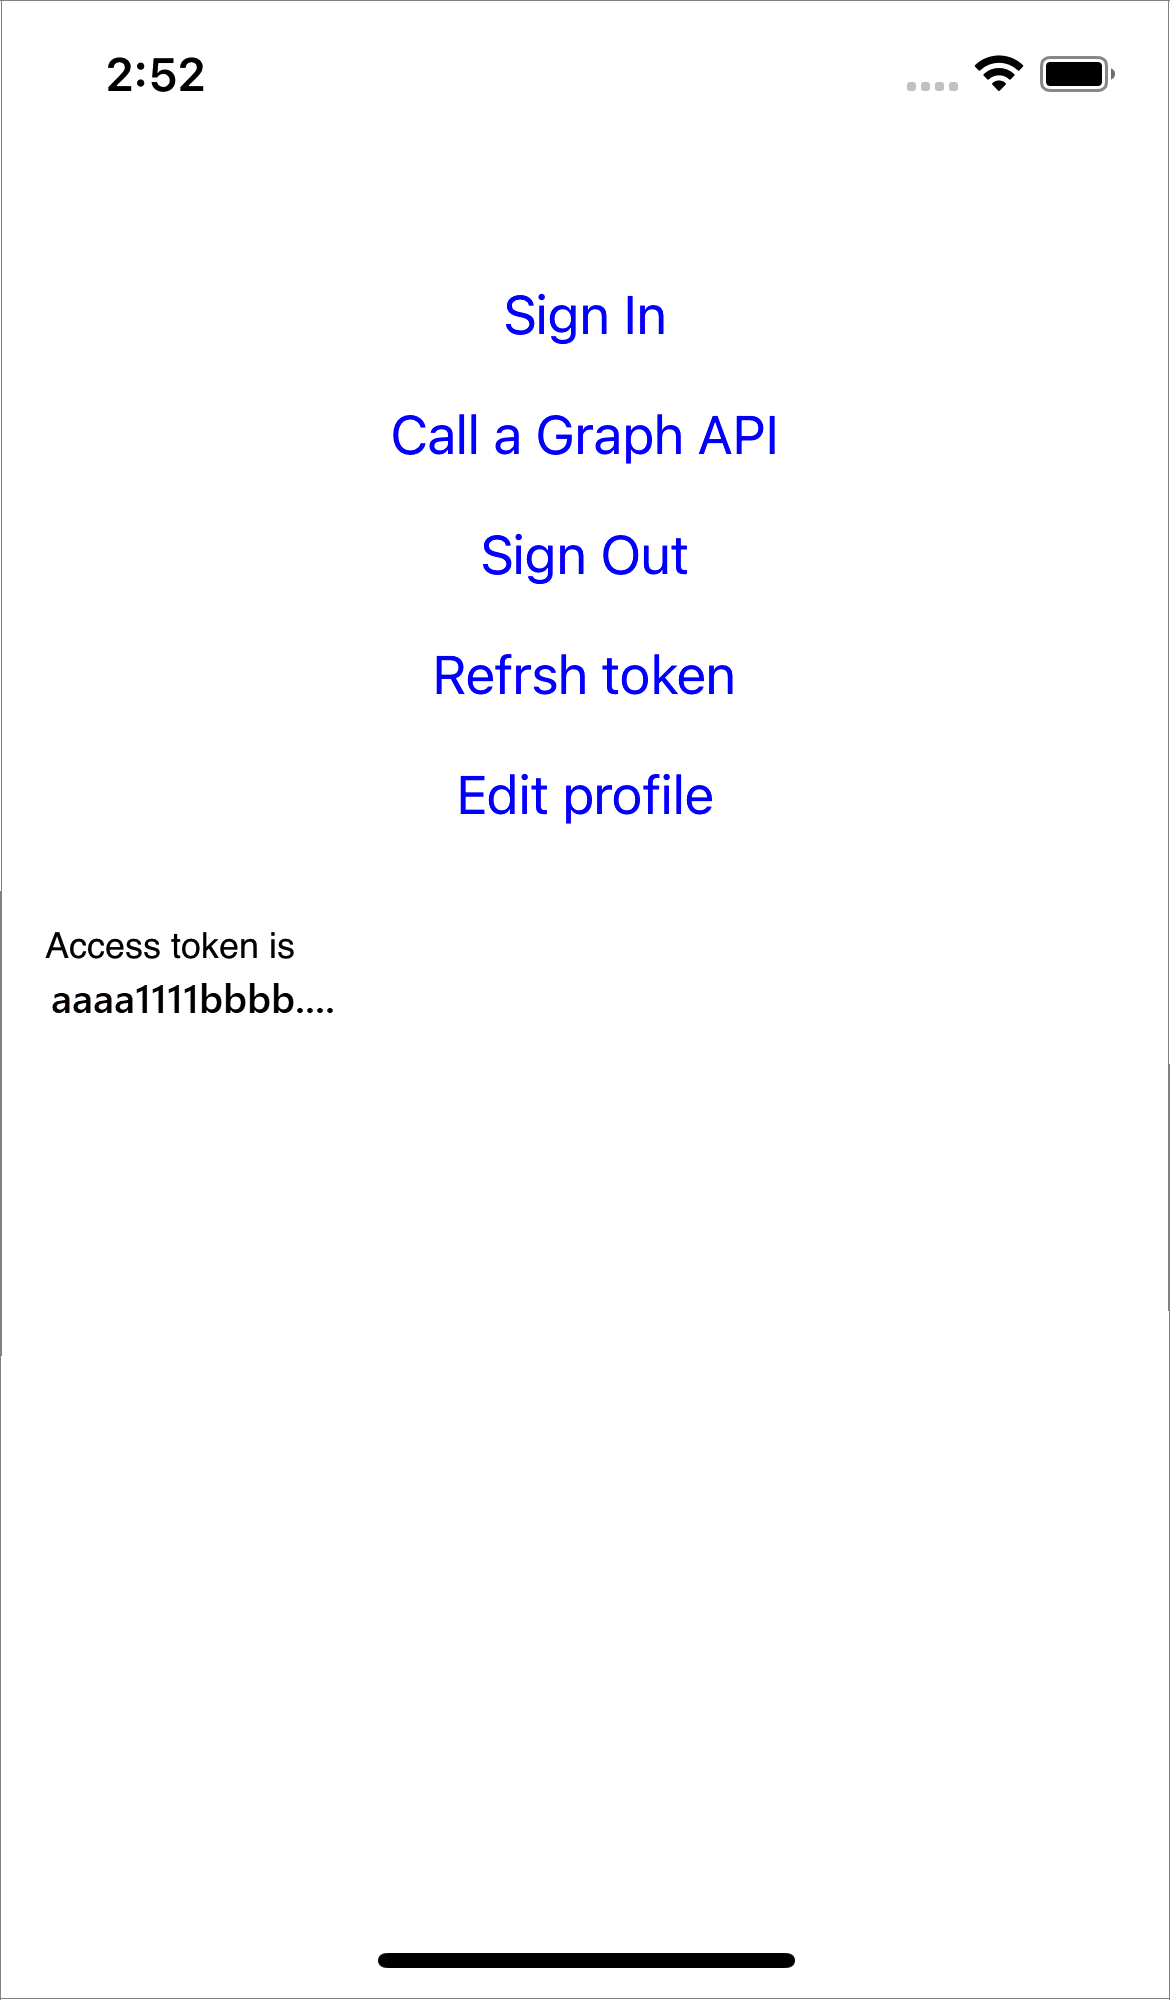 2:52
Sign In
Call a Graph API
Sign Out
Refrsh token
Edit profile
Access token is
aaaa1111bbbb....